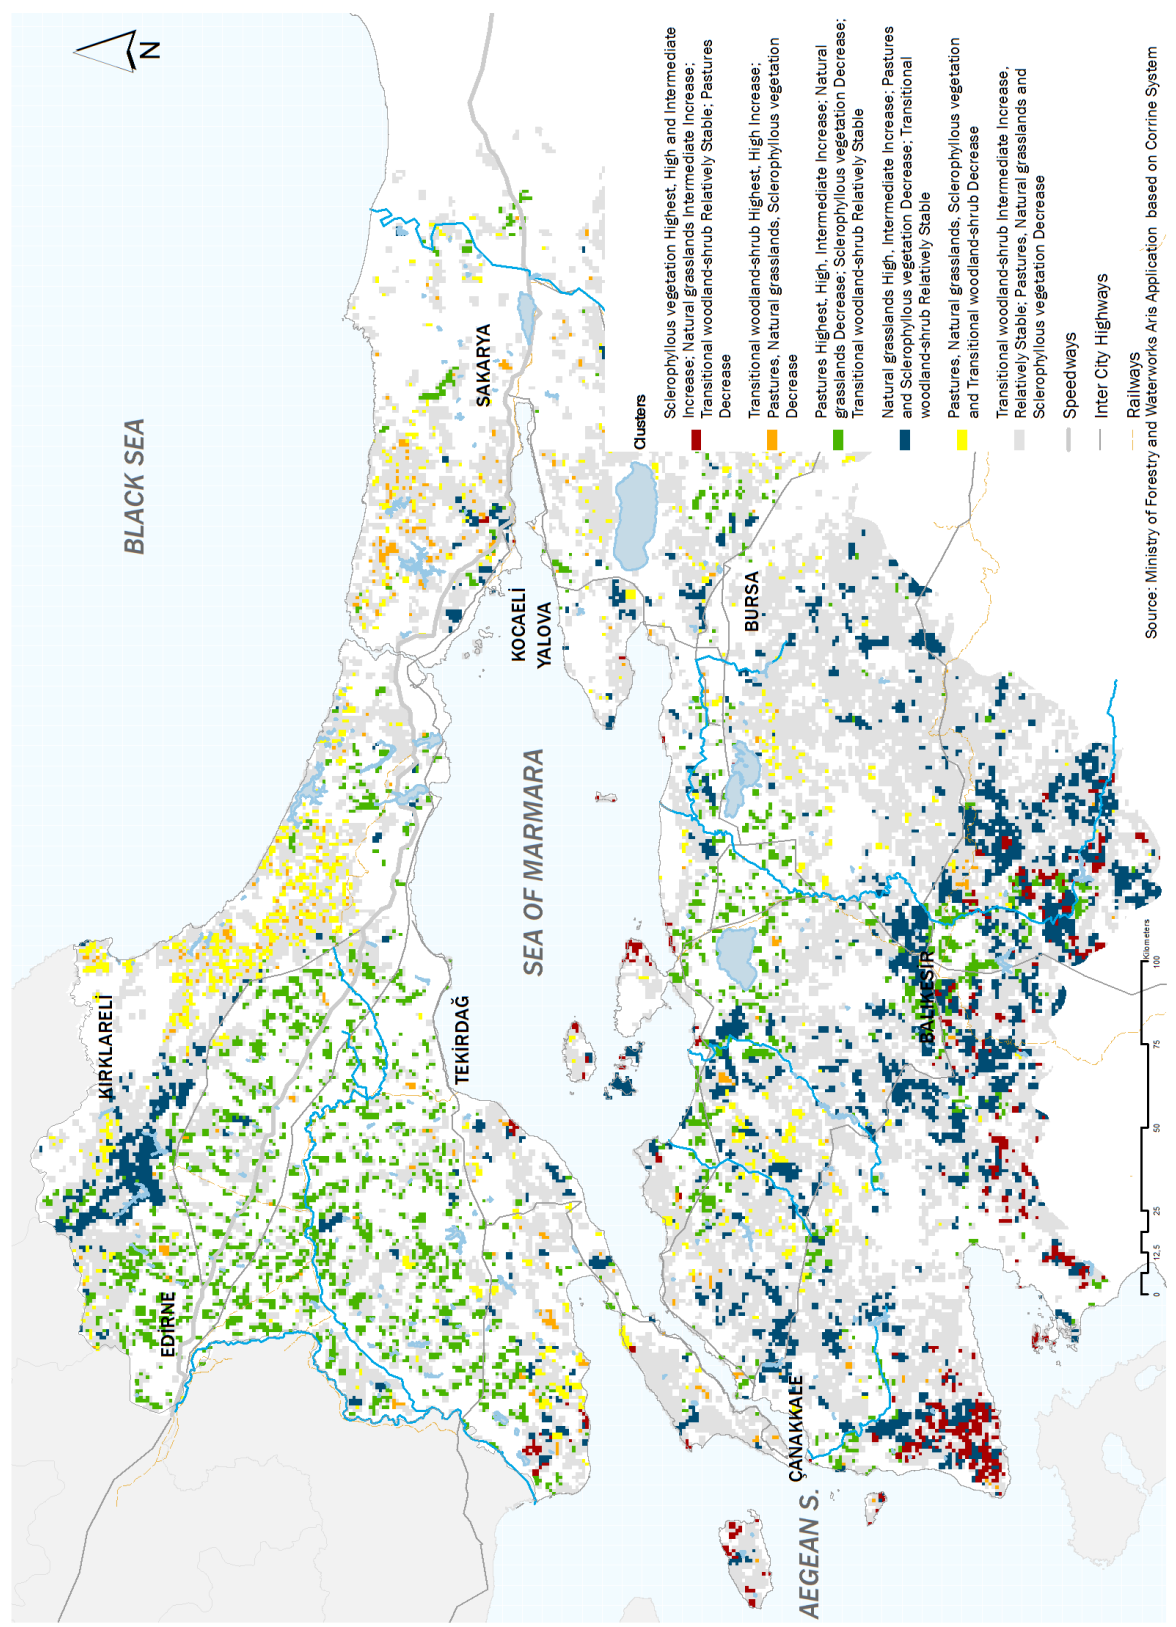 N
BLACK SEA
KIRKLARELİ
EDİRNE
TEKİRDAĞ
SAKARYA
KOCAELİ
YALOVA
SEA OF MARMARA
BURSA
BALIKESİR
ÇANAKKALE
AEGEAN S.
Clusters
Sclerophyllous vegetation Highest, High and Intermediate
Increase; Natural grasslands Intermediate Increase;
Transitional woodland-shrub Relatively Stable; Pastures
Decrease
Transitional woodland-shrub Highest, High Increase;
Pastures, Natural grasslands, Sclerophyllous vegetation
Decrease
Pastures Highest, High, Intermediate Increase; Natural
grasslands Decrease; Sclerophyllous vegetation Decrease;
Transitional woodland-shrub Relatively Stable
Natural grasslands High, Intermediate Increase; Pastures
and Sclerophyllous vegetation Decrease; Transitional
woodland-shrub Relatively Stable
Pastures, Natural grasslands, Sclerophyllous vegetation
and Transitional woodland-shrub Decrease
Transitional woodland-shrub Intermediate Increase,
Relatively Stable; Pastures, Natural grasslands and
Sclerophyllous vegetation Decrease
Speedways
Inter City Highways
Railways
0 12,5 25 50 75 100
Kilometers
Source: Ministry of Forestry and Waterworks Aris Application based on Corrine System